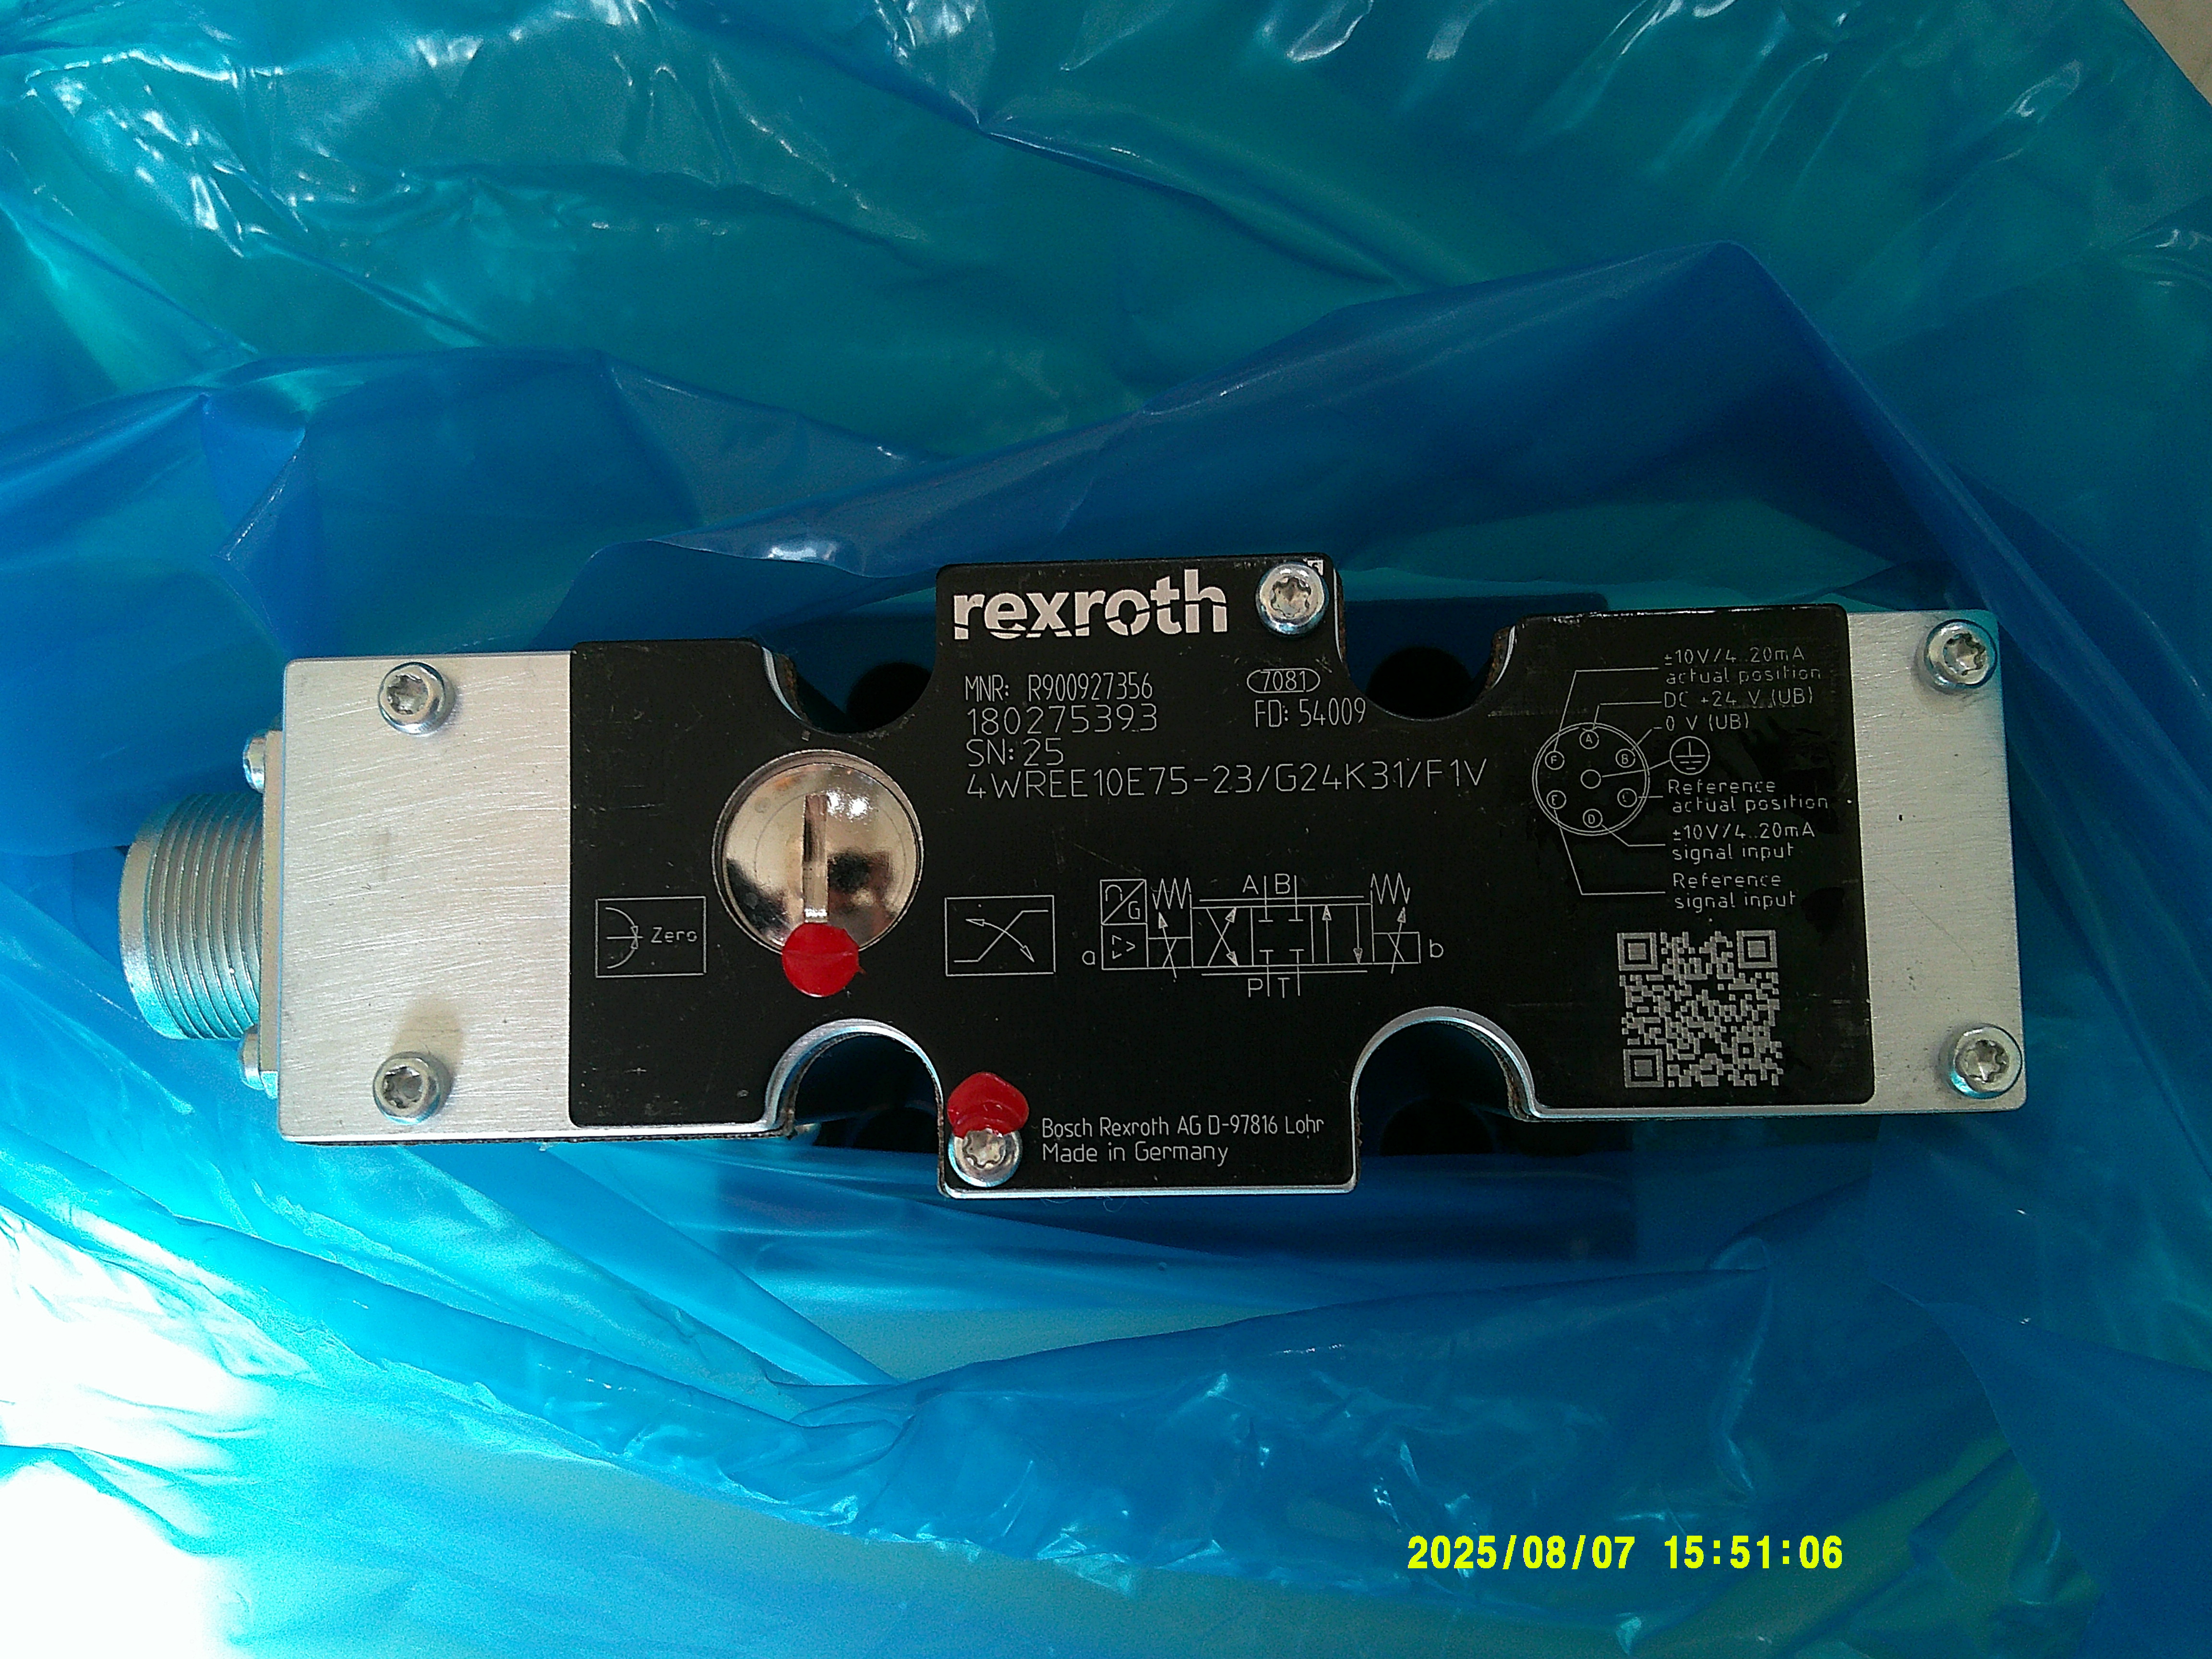 rexroth
MNR: R900927356
7081
180275393
FD: 54009
SN: 25
4WREE10E75-23/G24K31/F1V
±10V/4..20mA
actual position
DC +24 V (UB)
0 V (UB)
A
F
B
E
C
D
Reference
actual position
±10V/4..20mA
signal input
Reference
signal input
Zero
G
A B
a
b
P T
Bosch Rexroth AG D-97816 Lohr
Made in Germany
2025/08/07 15:51:06